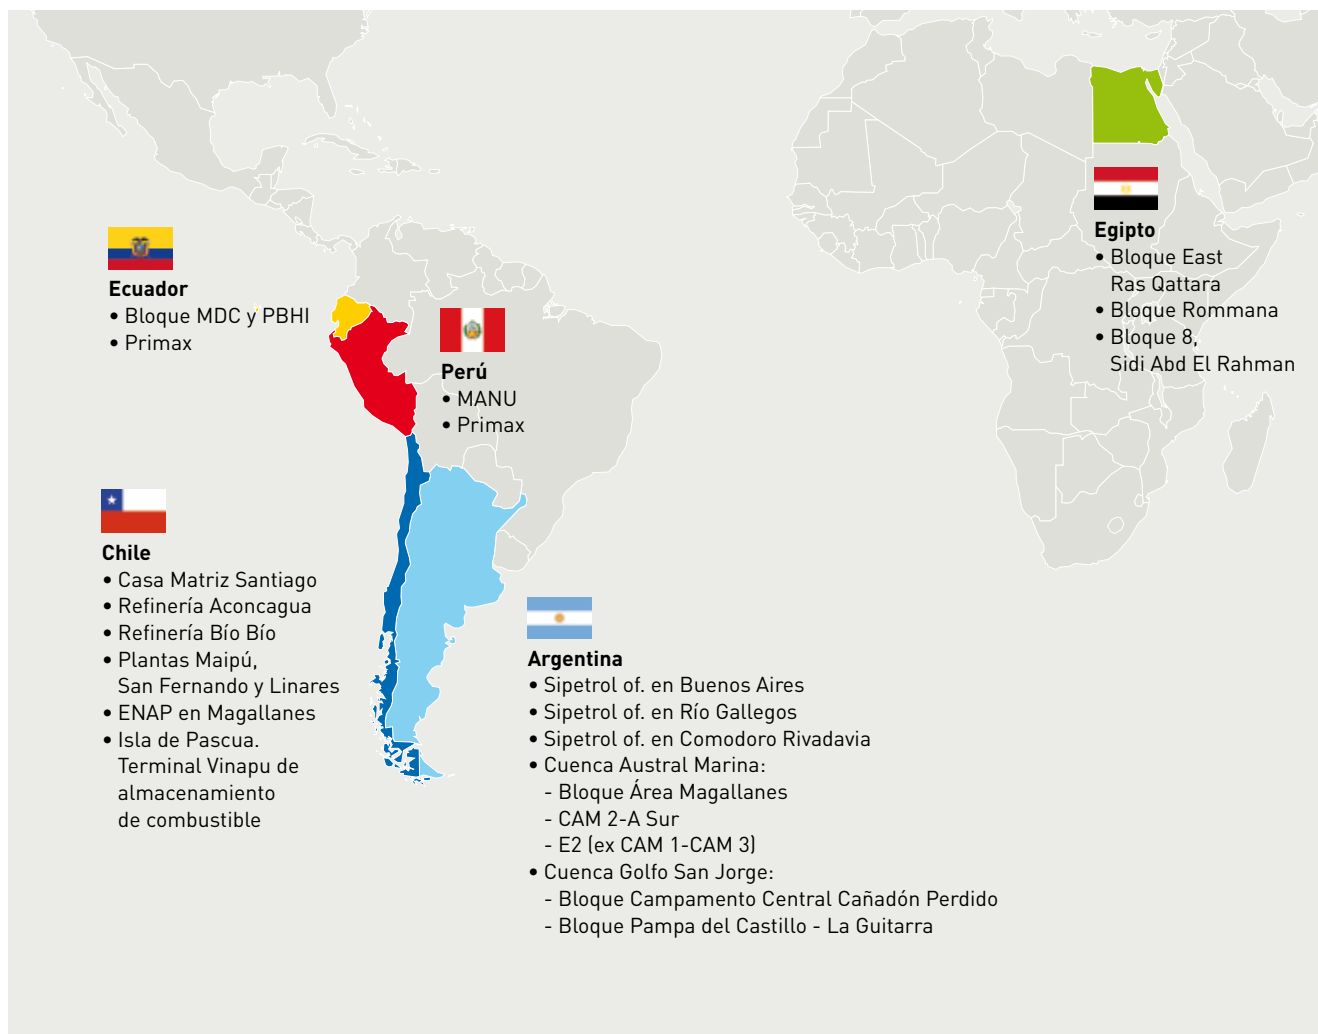 Ecuador
• Bloque MDC y PBHI
• Primax
Perú
• MANU
• Primax
Egipto
• Bloque East
Ras Qattara
• Bloque Rommana
• Bloque 8,
Sidi Abd El Rahman
Chile
• Casa Matriz Santiago
• Refinería Aconcagua
• Refinería Bío Bío
• Plantas Maipú,
San Fernando y Linares
• ENAP en Magallanes
• Isla de Pascua.
Terminal Vinapu de
almacenamiento
de combustible
Argentina
• Sipetrol of. en Buenos Aires
• Sipetrol of. en Río Gallegos
• Sipetrol of. en Comodoro Rivadavia
• Cuenca Austral Marina:
- Bloque Área Magallanes
- CAM 2-A Sur
- E2 (ex CAM 1-CAM 3)
• Cuenca Golfo San Jorge:
- Bloque Campamento Central Cañadón Perdido
- Bloque Pampa del Castillo - La Guitarra